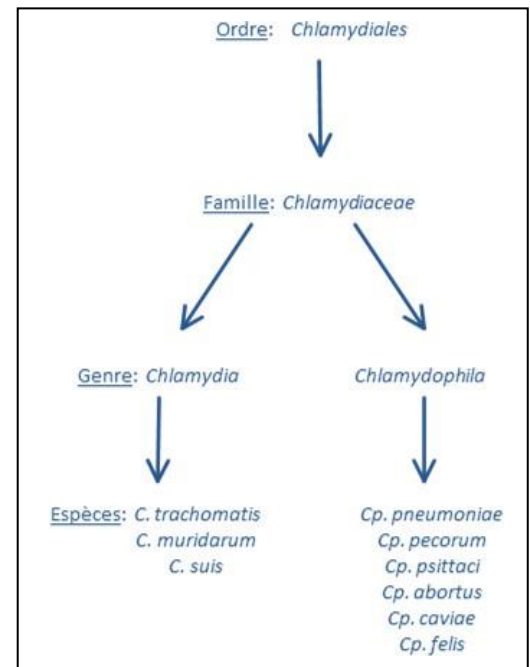 Ordre: Chlamydiales
Famille: Chlamydiaceae
Genre: Chlamydia
Chlamydophila
Espèces: C. trachomatis
C. muridarum
C. suis
Cp. pneumoniae
Cp. pecorum
Cp. psittaci
Cp. abortus
Cp. caviae
Cp. felis